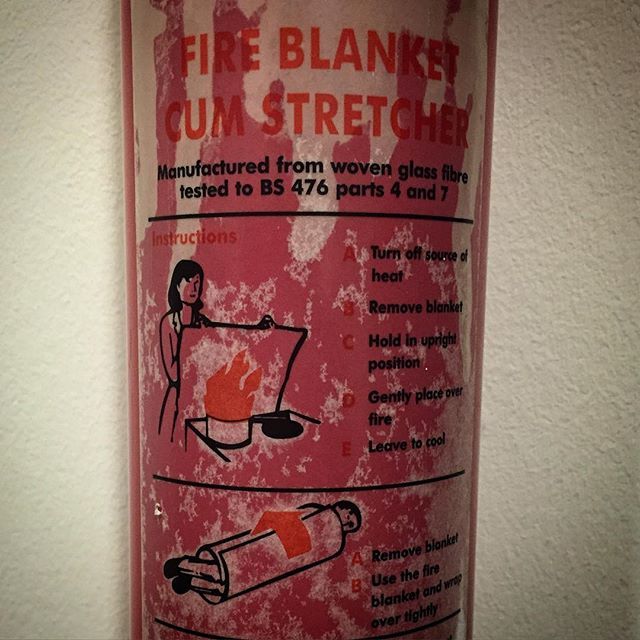 FIRE BLANKET
CUM STRETCHER
Manufactured from woven glass fibre
tested to BS 476 parts 4 and 7
Instructions
A Turn off source of
heat
B Remove blanket
C Hold in upright
position
D Gently place over
fire
E Leave to cool
A Remove blanket
B Use the fire
blanket and wrap
over tightly